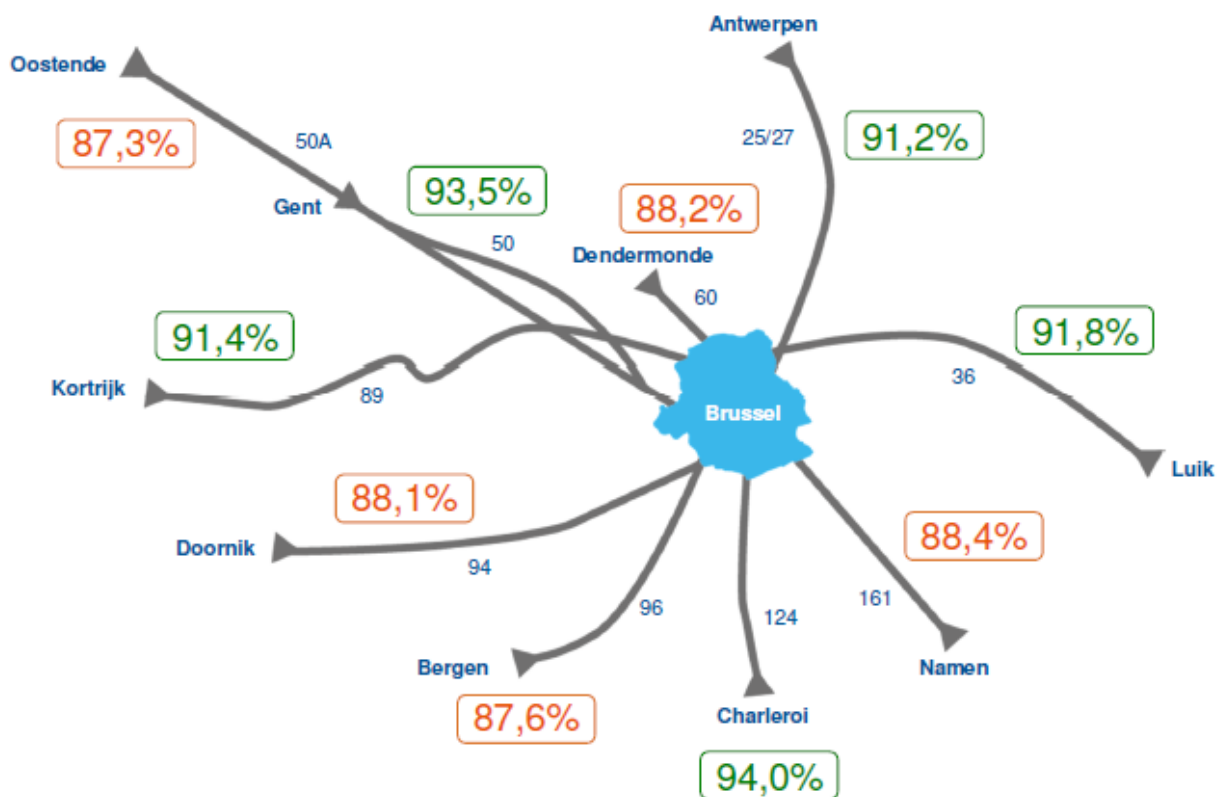 Antwerpen
Oostende
87,3%
50A
25/27
91,2%
Gent
93,5%
88,2%
50
Dendermonde
60
91,4%
91,8%
Kortrijk
89
36
Brussel
Luik
88,1%
88,4%
Doornik
94
96
124
161
Bergen
Namen
87,6%
Charleroi
94,0%